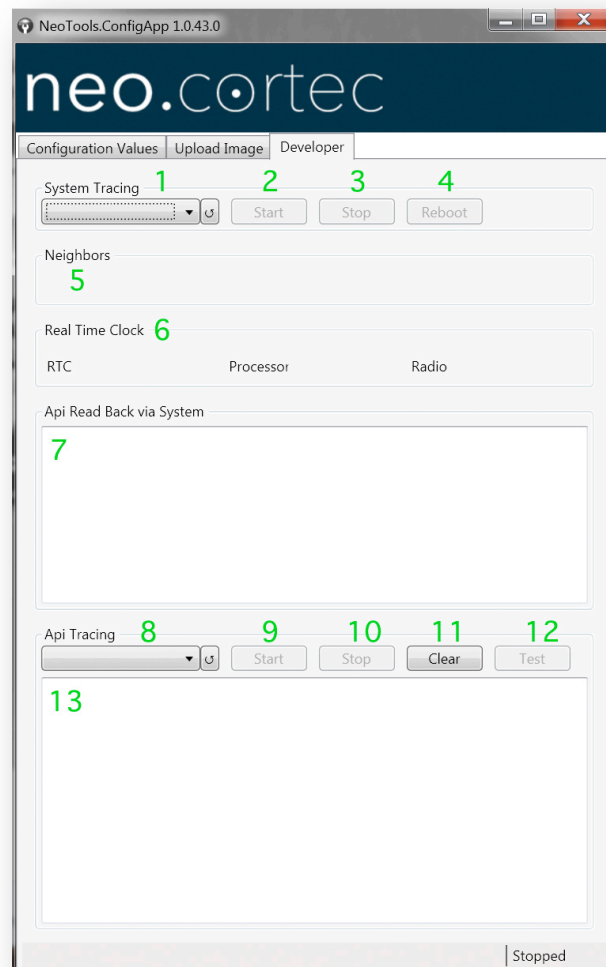 NeoTools.ConfigApp 1.0.43.0
neo.cortec
Configuration Values Upload Image Developer
System Tracing 1 2 3 4
Start Stop Reboot
Neighbors
5
Real Time Clock 6
RTC Processor Radio
Api Read Back via System
7
Api Tracing 8 9 10 11 12
Start Stop Clear Test
13
Stopped